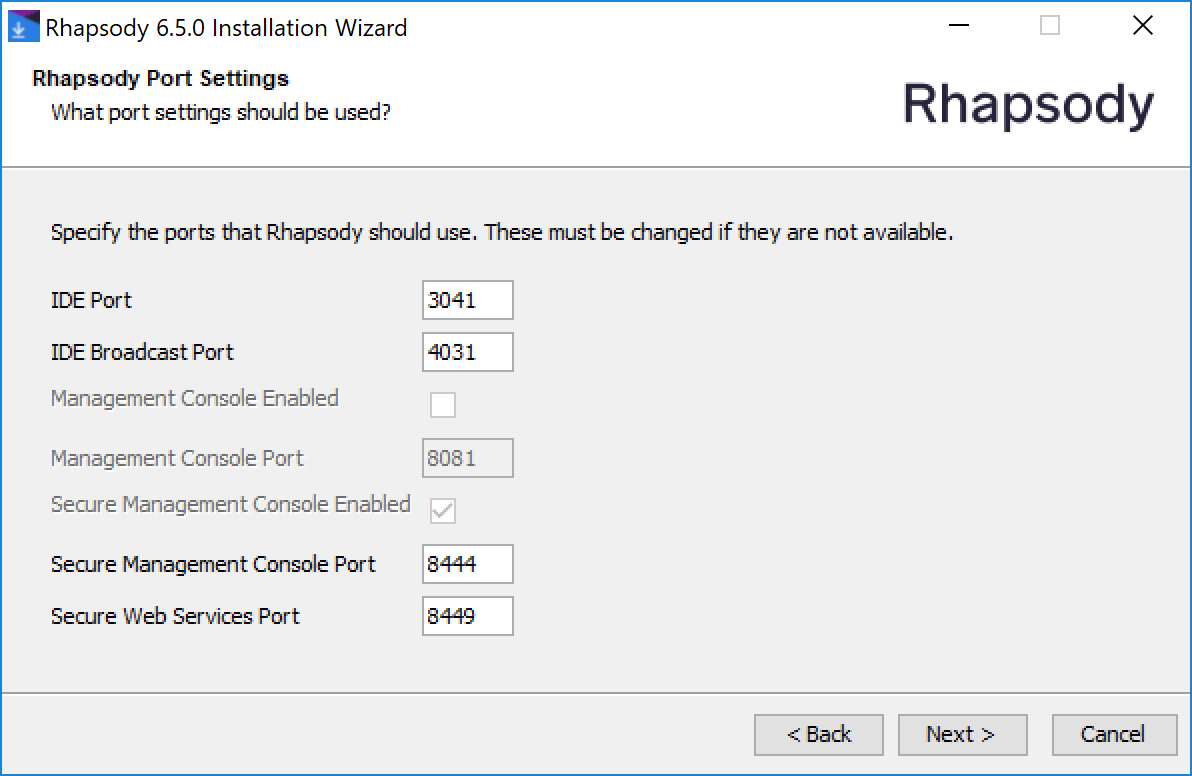 Rhapsody 6.5.0 Installation Wizard
Rhapsody Port Settings
What port settings should be used?
Rhapsody
Specify the ports that Rhapsody should use. These must be changed if they are not available.
IDE Port 3041
IDE Broadcast Port 4031
Management Console Enabled
Management Console Port 8081
Secure Management Console Enabled
Secure Management Console Port 8444
Secure Web Services Port 8449
< Back Next > Cancel